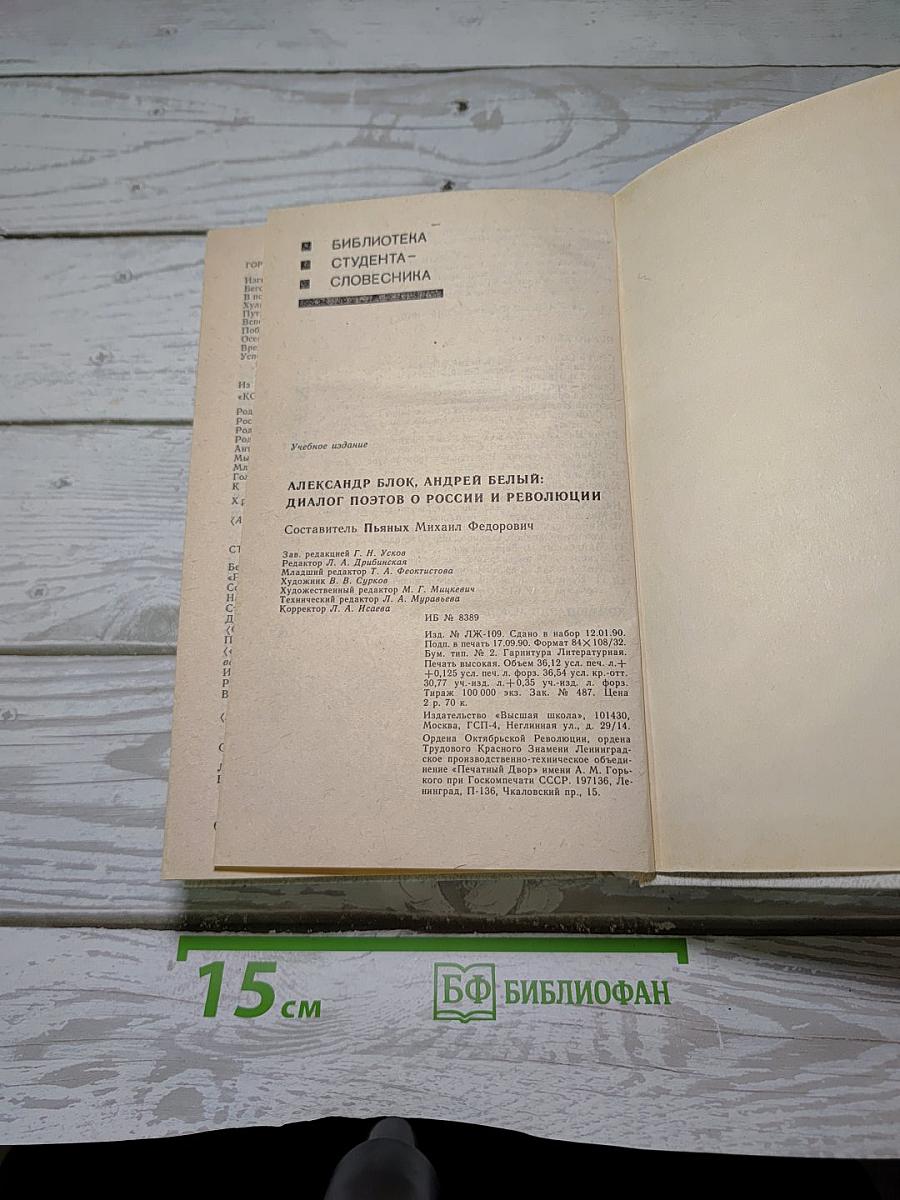 БИБЛИОТЕКА
СТУДЕНТА-
СЛОВЕСНИКА
Учебное издание
АЛЕКСАНДР БЛОК, АНДРЕЙ БЕЛЫЙ:
ДИАЛОГ ПОЭТОВ О РОССИИ И РЕВОЛЮЦИИ
Составитель Пьяных Михаил Федорович
Зав. редакцией Г. Н. Усков
Редактор Л. А. Дрибинская
Младший редактор Т. А. Феоктистова
Художник В. В. Сурков
Художественный редактор М. Г. Мицкевич
Технический редактор Л. А. Муравьева
Корректор Л. А. Исаева
ИБ № 8389
Изд. № ЛЖ-109. Сдано в набор 12.01.90.
Подп. в печать 17.09.90. Формат 84×108/32.
Бум. тип. № 2. Гарнитура Литературная.
Печать высокая. Объем 36,12 усл. печ. л.+
+0,125 усл. печ. л. форз. 36,54 усл. кр.-отт.
30,77 уч.-изд. л.+0,35 уч.-изд. л. форз.
Тираж 100 000 экз. Зак. № 487. Цена
2 р. 70 к.
Издательство «Высшая школа», 101430,
Москва, ГСП-4, Неглинная ул., д. 29/14.
Ордена Октябрьской Революции, ордена
Трудового Красного Знамени Ленинград-
ское производственно-техническое объеди-
нение «Печатный Двор» имени А. М. Горь-
кого при Госкомпечати СССР. 197136, Ле-
нинград, П-136, Чкаловский пр., 15.
15 см
БФ БИБЛИОФАН